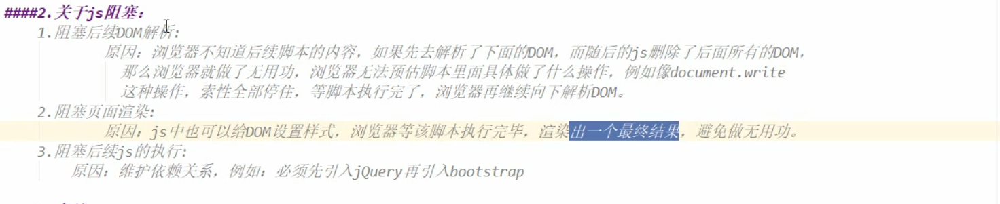 ####2.关于js阻塞：
1.阻塞后续DOM解析：
原因：浏览器不知道后续脚本的内容，如果先去解析了下面的DOM，而随后的js删除了后面所有的DOM，
那么浏览器就做了无用功，浏览器无法预估脚本里面具体做了什么操作，例如像document.write
这种操作，索性全部停住，等脚本执行完了，浏览器再继续向下解析DOM。
2.阻塞页面渲染：
原因：js中也可以给DOM设置样式，浏览器等该脚本执行完毕，渲染出一个最终结果，避免做无用功。
3.阻塞后续js的执行：
原因：维护依赖关系，例如：必须先引入jQuery再引入bootstrap